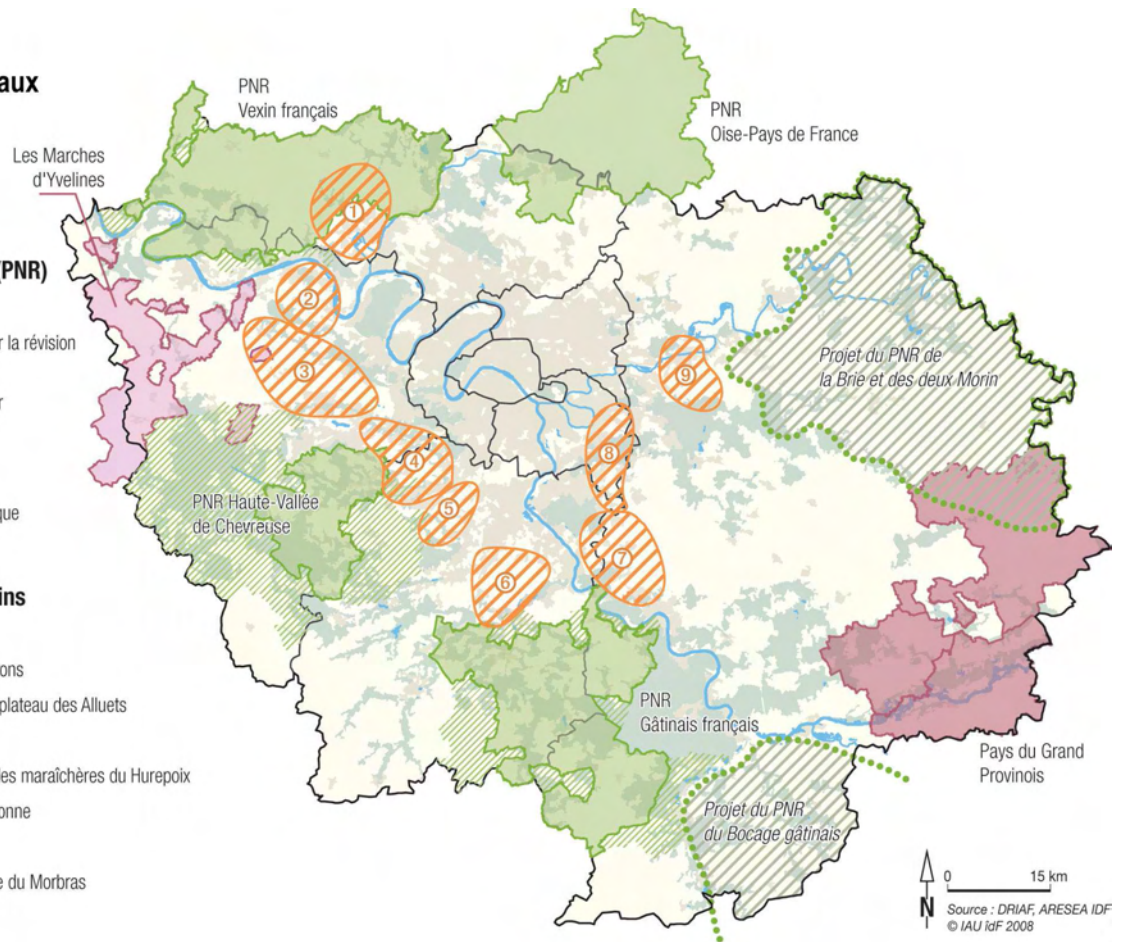 aux
PNR
Vexin français
PNR
Oise-Pays de France
Les Marches
d'Yvelines
(PNR)
r la révision
r
que
ins
ons
plateau des Alluets
es maraîchères du Hurepoix
onne
e du Morbras
1
2
3
4
5
6
7
8
9
Projet du PNR de
la Brie et des deux Morin
PNR Haute-Vallée
de Chevreuse
PNR
Gâtinais français
Projet du PNR
du Bocage gâtinais
Pays du Grand
Provinois
0 15 km
N
Source : DRIAF, ARESEA IDF
© IAU îdF 2008